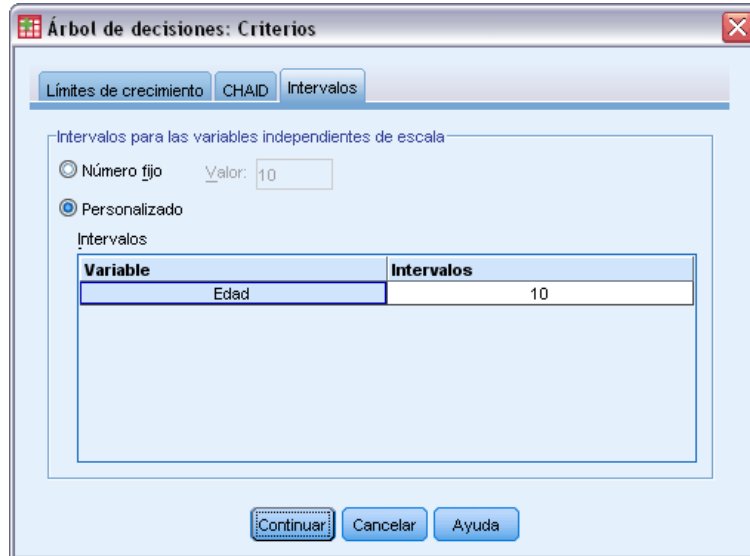 Árbol de decisiones: Criterios
Límites de crecimiento CHAID Intervalos
Intervalos para las variables independientes de escala
Número fijo Valor: 10
Personalizado
Intervalos
Variable Intervalos
Edad 10
Continuar Cancelar Ayuda